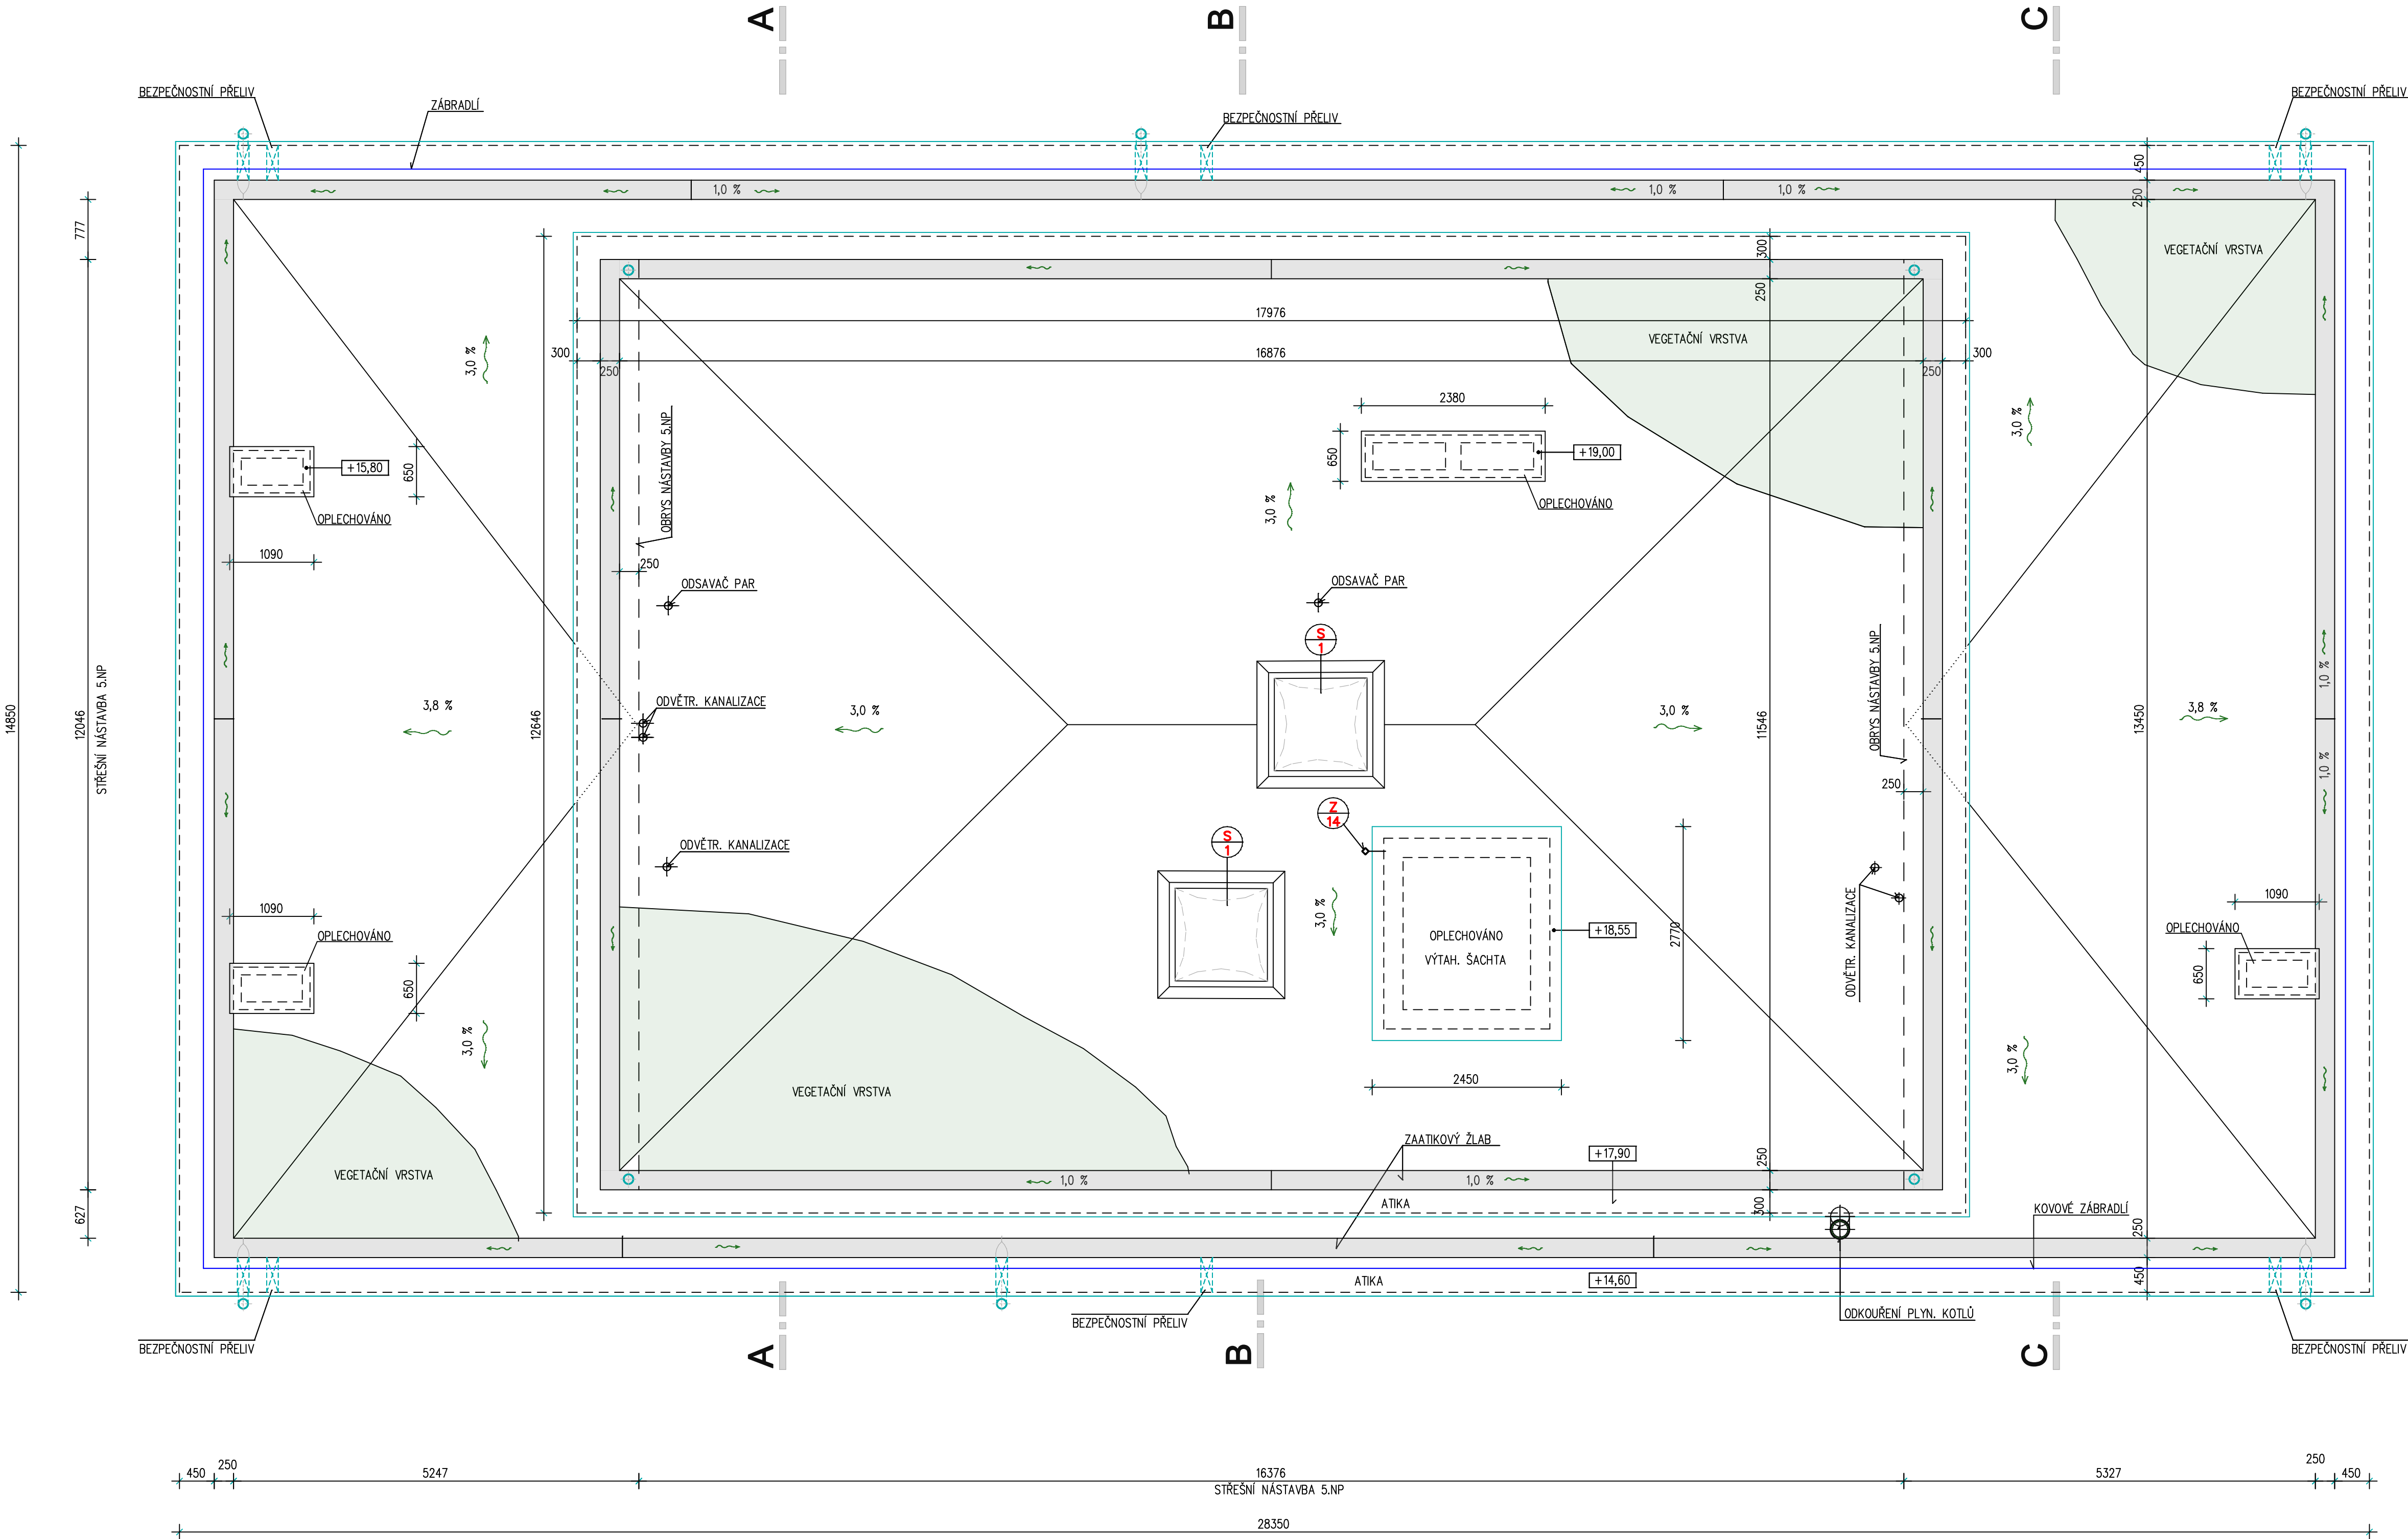 A
B
C
BEZPEČNOSTNÍ PŘELIV
ZÁBRADLÍ
BEZPEČNOSTNÍ PŘELIV
BEZPEČNOSTNÍ PŘELIV
450
1,0 %
1,0 %
1,0 %
250
777
300
VEGETAČNÍ VRSTVA
250
17976
VEGETAČNÍ VRSTVA
3,0 %
300
16876
300
250
250
2380
3,0 %
OBRYS NÁSTAVBY 5.NP
+15,80
650
650
+19,00
OPLECHOVÁNO
OPLECHOVÁNO
3,0 %
1090
250
ODSAVAČ PAR
ODSAVAČ PAR
S
1
OBRYS NÁSTAVBY 5.NP
1,0 %
14850
12046
STŘEŠNÍ NÁSTAVBA 5.NP
3,8 %
12646
ODVĚTR. KANALIZACE
3,0 %
3,0 %
11546
13450
3,8 %
1,0 %
250
Z
14
S
1
ODVĚTR. KANALIZACE
1090
OPLECHOVÁNO
650
3,0 %
OPLECHOVÁNO
VÝTAH. ŠACHTA
+18,55
2770
ODVĚTR. KANALIZACE
1090
OPLECHOVÁNO
650
3,0 %
3,0 %
2450
VEGETAČNÍ VRSTVA
VEGETAČNÍ VRSTVA
ZAATIKOVÝ ŽLAB
+17,90
250
1,0 %
1,0 %
627
ATIKA
300
KOVOVÉ ZÁBRADLÍ
250
ATIKA
+14,60
450
BEZPEČNOSTNÍ PŘELIV
BEZPEČNOSTNÍ PŘELIV
ODKOUŘENÍ PLYN. KOTLŮ
BEZPEČNOSTNÍ PŘELIV
A
B
C
450
250
5247
16376
5327
250
450
STŘEŠNÍ NÁSTAVBA 5.NP
28350